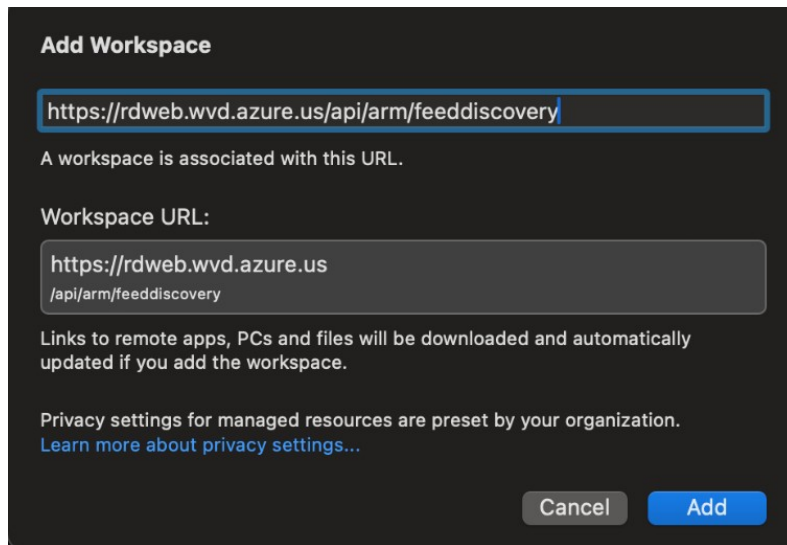 Add Workspace
https://rdweb.wvd.azure.us/api/arm/feeddiscovery
A workspace is associated with this URL.
Workspace URL:
https://rdweb.wvd.azure.us
/api/arm/feeddiscovery
Links to remote apps, PCs and files will be downloaded and automatically
updated if you add the workspace.
Privacy settings for managed resources are preset by your organization.
Learn more about privacy settings...
Cancel Add